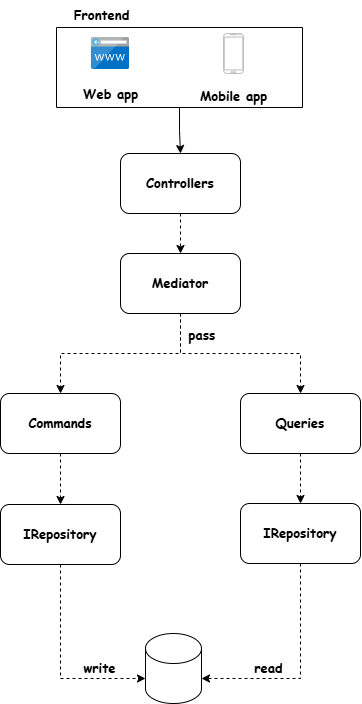 Frontend
WWW
Web app
Mobile app
Controllers
Mediator
pass
Commands
Queries
IRepository
IRepository
write
read